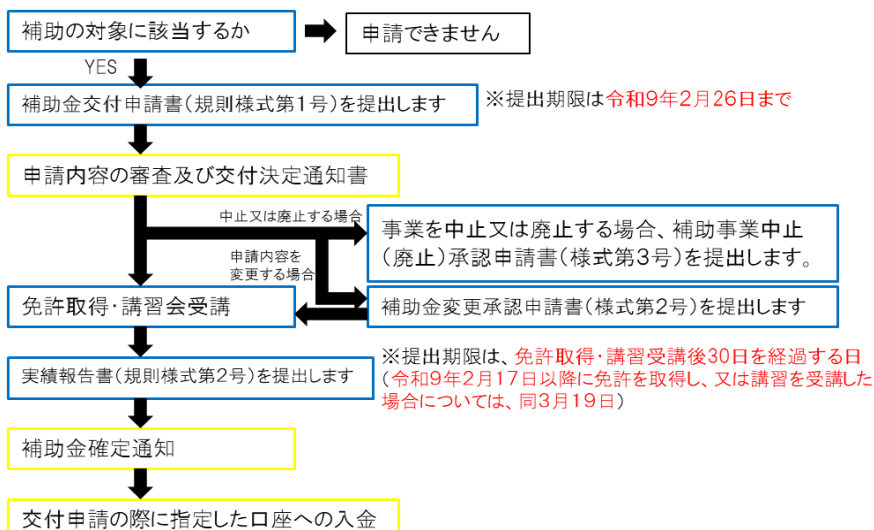 補助の対象に該当するか
申請できません
YES
補助金交付申請書(規則様式第1号)を提出します
※提出期限は令和9年2月26日まで
申請内容の審査及び交付決定通知書
中止又は廃止する場合
事業を中止又は廃止する場合、補助事業中止
(廃止)承認申請書(様式第3号)を提出します。
申請内容を
変更する場合
免許取得・講習会受講
補助金変更承認申請書(様式第2号)を提出します
実績報告書(規則様式第2号)を提出します
※提出期限は、免許取得・講習受講後30日を経過する日
(令和9年2月17日以降に免許を取得し、又は講習を受講した
場合については、同3月19日)
補助金確定通知
交付申請の際に指定した口座への入金